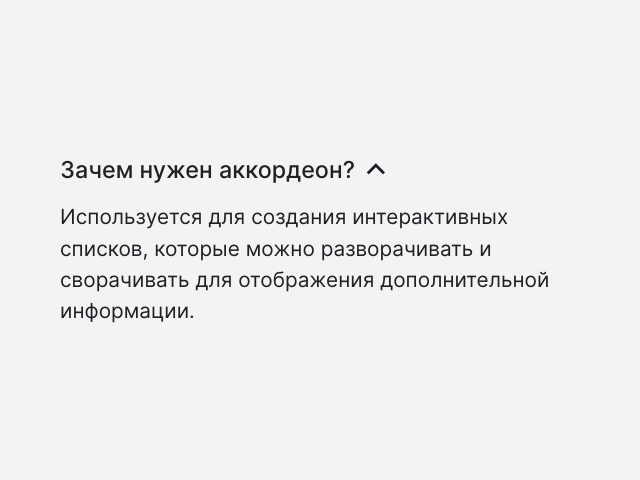 Зачем нужен аккордеон?
Используется для создания интерактивных
списков, которые можно разворачивать и
сворачивать для отображения дополнительной
информации.